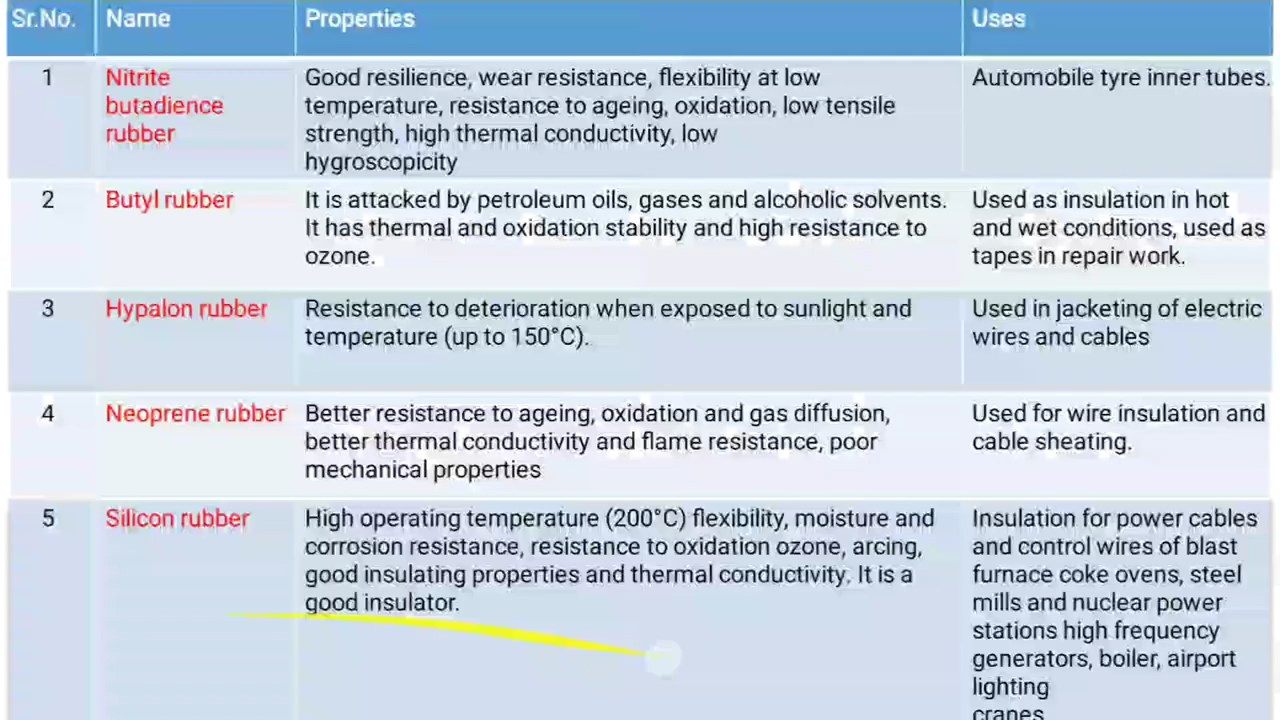 Sr.No. Name Properties Uses
1 Nitrite Good resilience, wear resistance, flexibility at low Automobile tyre inner tubes.
butadience temperature, resistance to ageing, oxidation, low tensile
rubber strength, high thermal conductivity, low
hygroscopicity
2 Butyl rubber It is attacked by petroleum oils, gases and alcoholic solvents. Used as insulation in hot
It has thermal and oxidation stability and high resistance to and wet conditions, used as
ozone. tapes in repair work.
3 Hypalon rubber Resistance to deterioration when exposed to sunlight and Used in jacketing of electric
temperature (up to 150°C). wires and cables
4 Neoprene rubber Better resistance to ageing, oxidation and gas diffusion, Used for wire insulation and
better thermal conductivity and flame resistance, poor cable sheating.
mechanical properties
5 Silicon rubber High operating temperature (200°C) flexibility, moisture and Insulation for power cables
corrosion resistance, resistance to oxidation ozone, arcing, and control wires of blast
good insulating properties and thermal conductivity. It is a furnace coke ovens, steel
good insulator. mills and nuclear power
stations high frequency
generators, boiler, airport
lighting
cranes